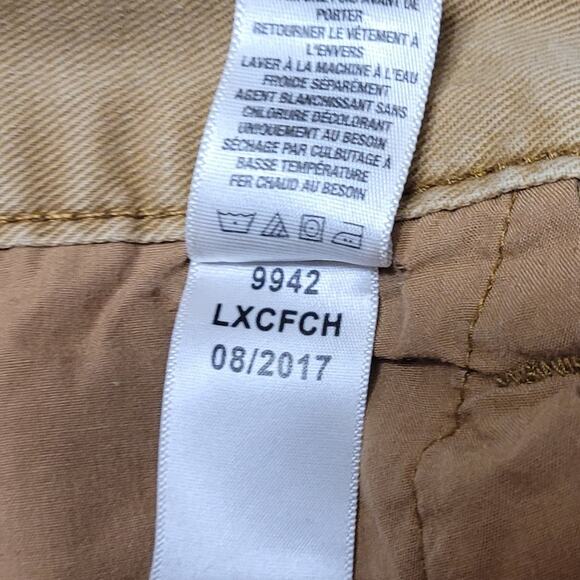 PORTER
RETOURNER LE VÊTEMENT À
L'ENVERS
LAVER À LA MACHINE À L'EAU
FROIDE SÉPARÉMENT
AGENT BLANCHISSANT SANS
CHLORURE DÉCOLORANT
UNIQUEMENT AU BESOIN
SÉCHAGE PAR CULBUTAGE À
BASSE TEMPÉRATURE
FER CHAUD AU BESOIN
9942
LXCFCH
08/2017